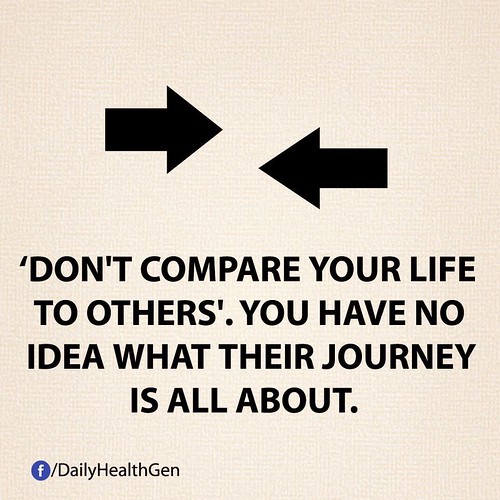 ‘DON'T COMPARE YOUR LIFE
TO OTHERS'. YOU HAVE NO
IDEA WHAT THEIR JOURNEY
IS ALL ABOUT.
f/DailyHealthGen